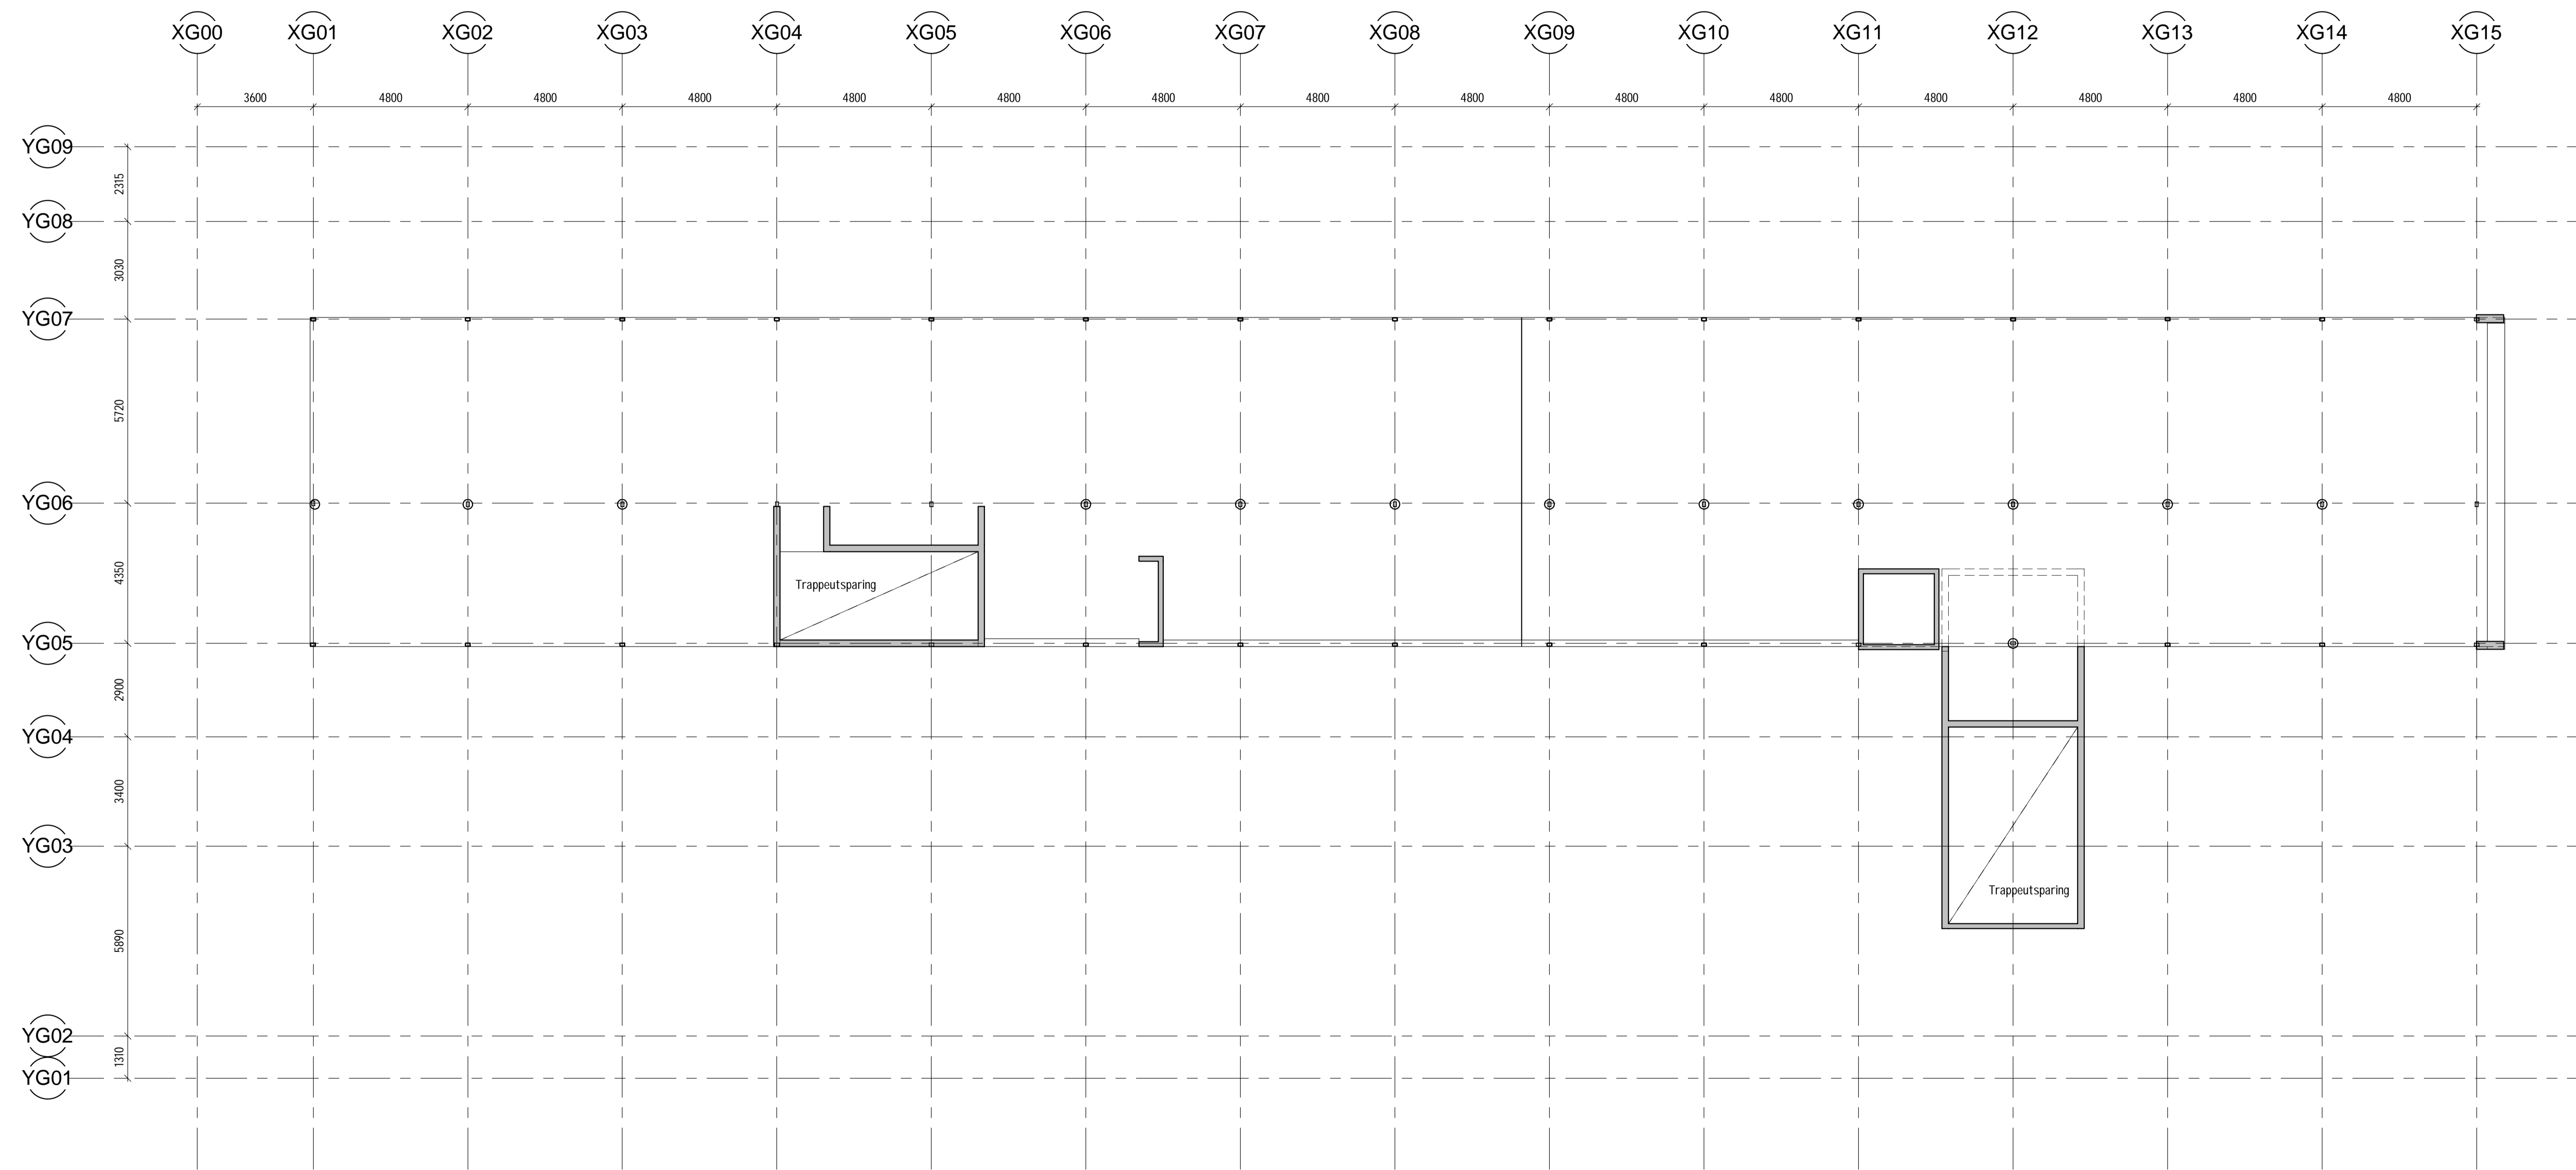 XG00 XG01 XG02 XG03 XG04 XG05 XG06 XG07 XG08 XG09 XG10 XG11 XG12 XG13 XG14 XG15
3600 4800 4800 4800 4800 4800 4800 4800 4800 4800 4800 4800 4800 4800 4800
YG09
2315
YG08
3030
YG07
5720
YG06
4350
Trappeutsparing
YG05
2900
YG04
3400
YG03
Trappeutsparing
5890
YG02
1310
YG01